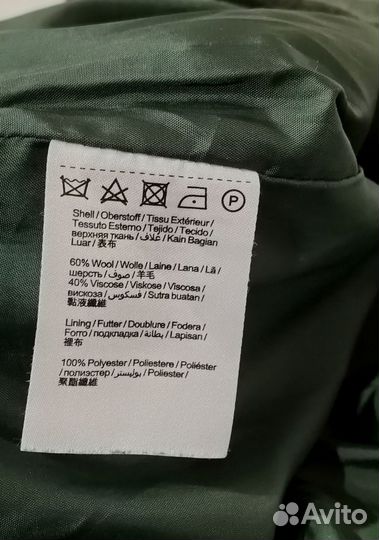 P
Shell / Oberstoff / Tissu Extérieur /
Tessuto Esterno / Tejido / Tecido /
верхняя ткань / غلاف / Kain Bagian
Luar / 表布
60% Wool / Wolle / Laine / Lana / Lã /
шерсть / صوف / 羊毛
40% Viscose / Viskose / Viscosa /
вискоза / فسكوس / Sutra buatan /
黏液纖維
Lining / Futter / Doublure / Fodera /
Forro / подкладка / بطانة / Lapisan /
裡布
100% Polyester / Poliestere / Poliéster
/ полиэстер / بوليستر / Poliester /
聚酯纖維
Avito